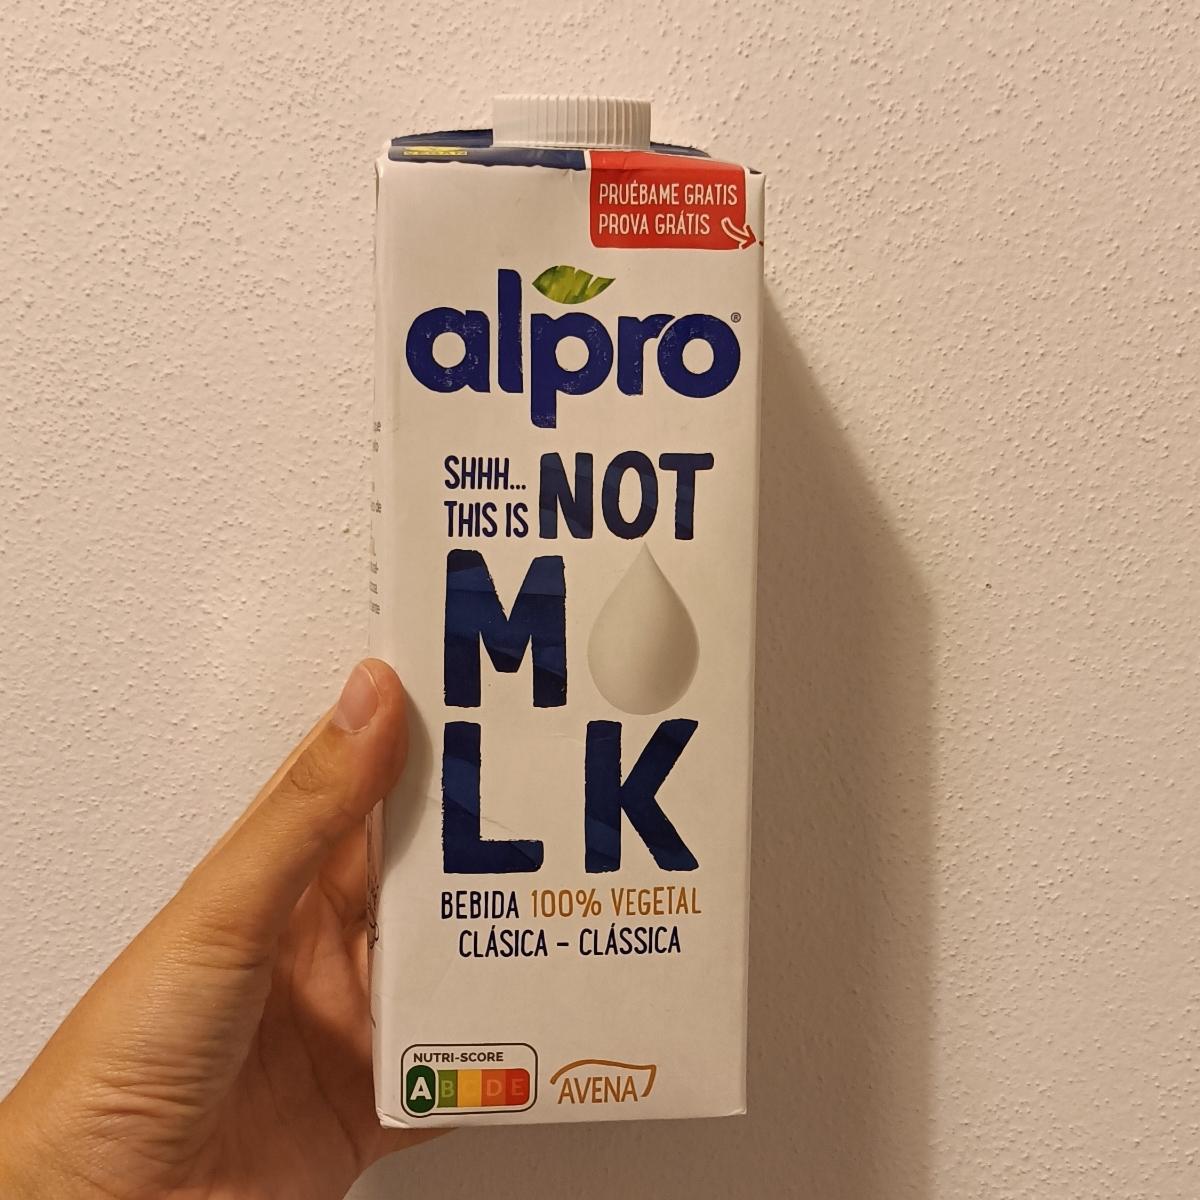 PRUÉBAME GRATIS
PROVA GRÁTIS
alpro®
SHHH...
THIS IS NOT
M LK
BEBIDA 100% VEGETAL
CLÁSICA - CLÁSSICA
NUTRI-SCORE
A B C D E
AVENA